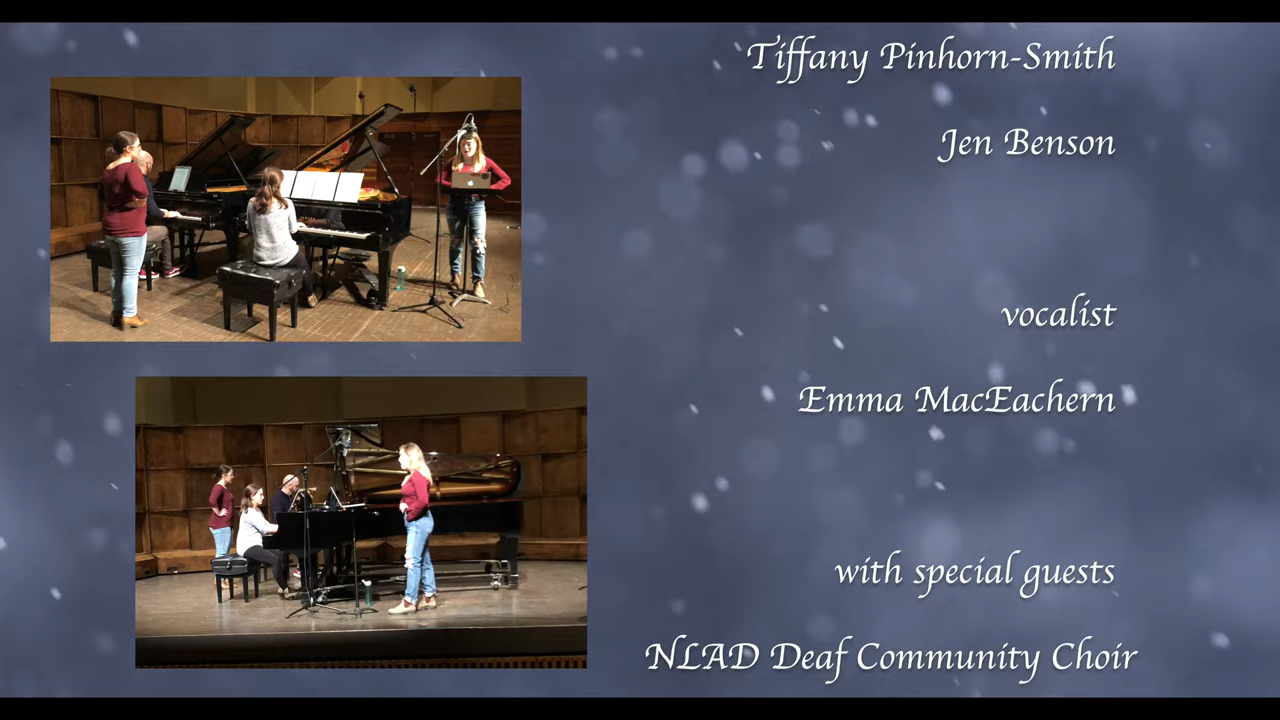 Tiffany Pinhorn-Smith
Jen Benson
vocalist
Emma MacEachern
with special guests
NLAD Deaf Community Choir